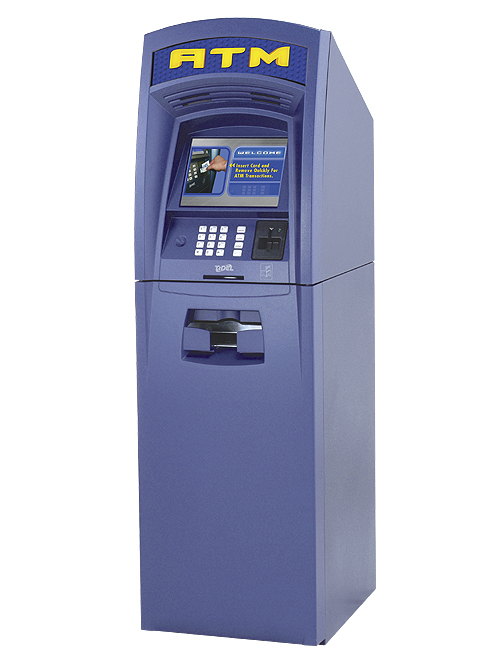 ATM
WELCOME
Insert Card and
Remove Quickly For
ATM Transactions.